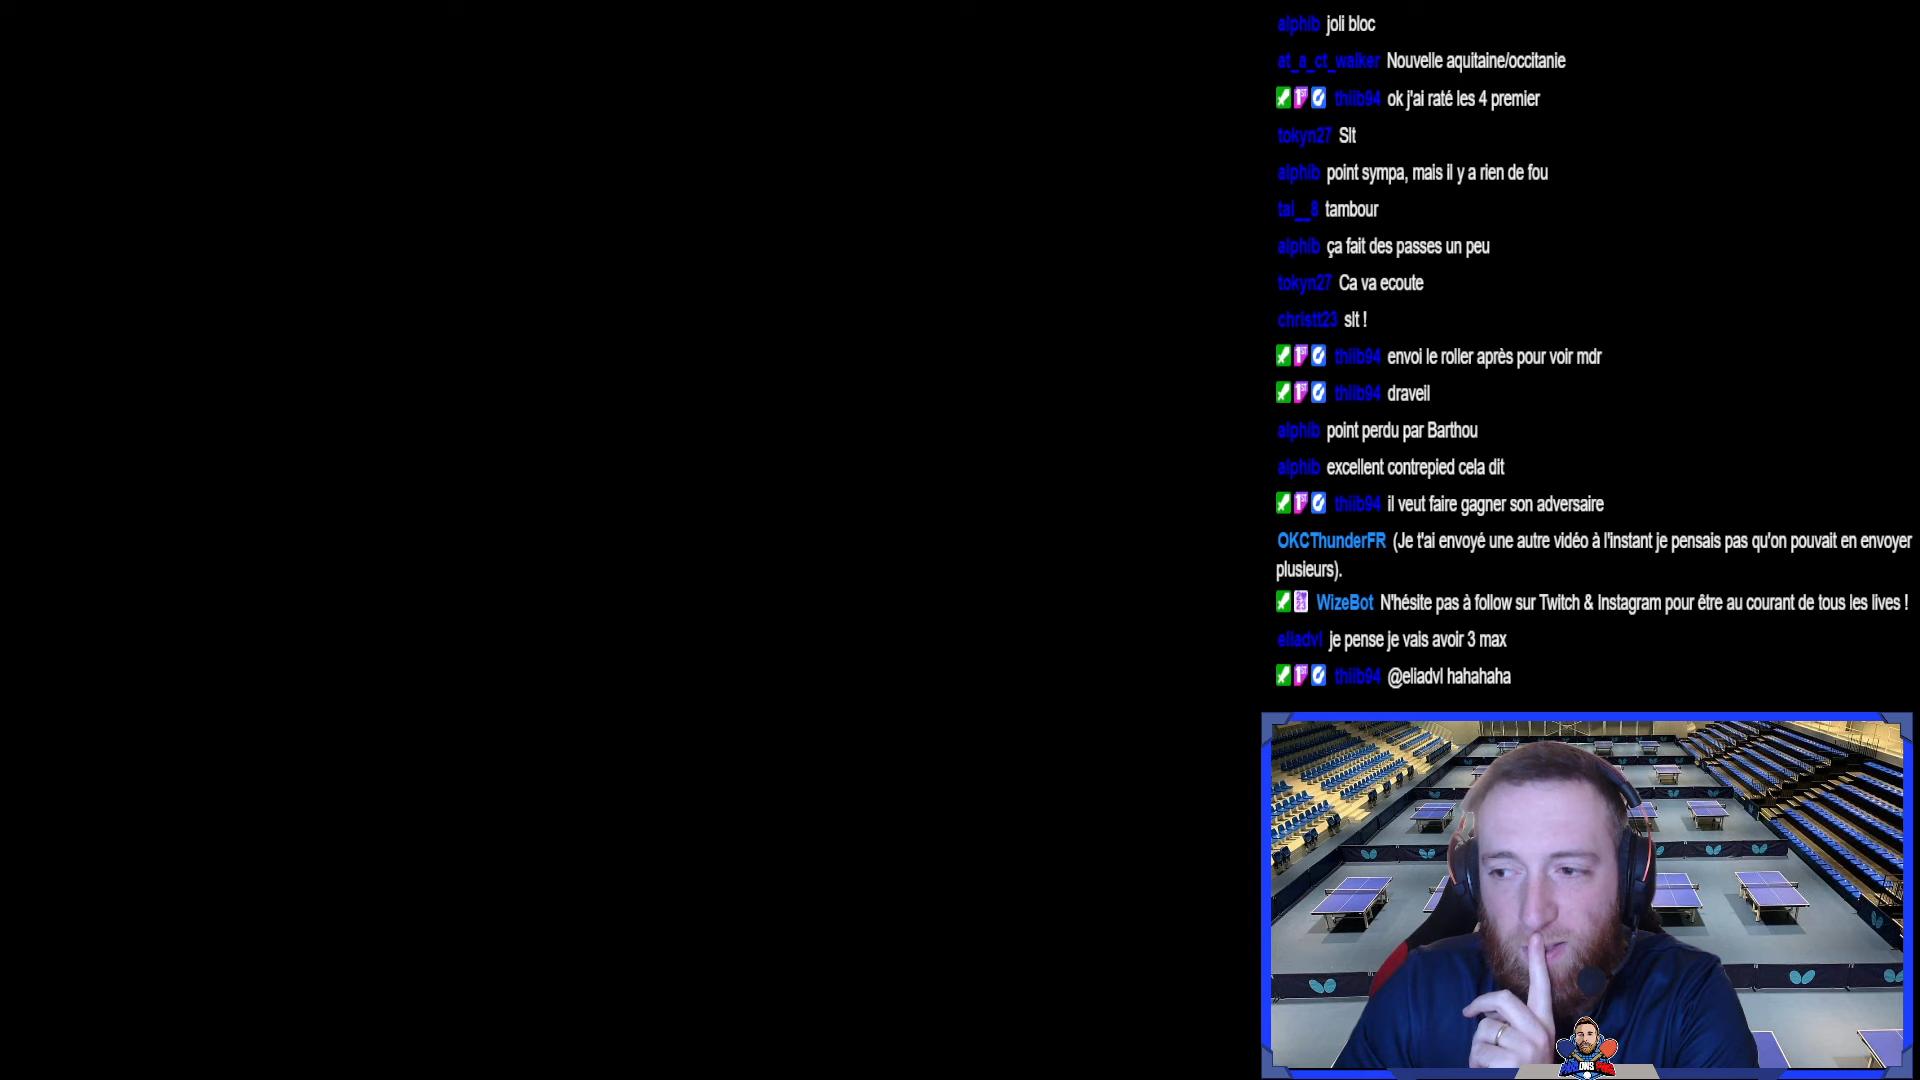 alphib joli bloc
at_a_ct_walker Nouvelle aquitaine/occitanie
thiib94 ok j'ai raté les 4 premier
tokyn27 Slt
alphib point sympa, mais il y a rien de fou
tal__8 tambour
alphib ça fait des passes un peu
tokyn27 Ca va ecoute
christt23 slt !
thiib94 envoi le roller après pour voir mdr
thiib94 draveil
alphib point perdu par Barthou
alphib excellent contrepied cela dit
thiib94 il veut faire gagner son adversaire
OKCThunderFR (Je t'ai envoyé une autre vidéo à l'instant je pensais pas qu'on pouvait en envoyer
plusieurs).
WizeBot N'hésite pas à follow sur Twitch & Instagram pour être au courant de tous les lives !
eliadvl je pense je vais avoir 3 max
thiib94 @eliadvl hahahaha